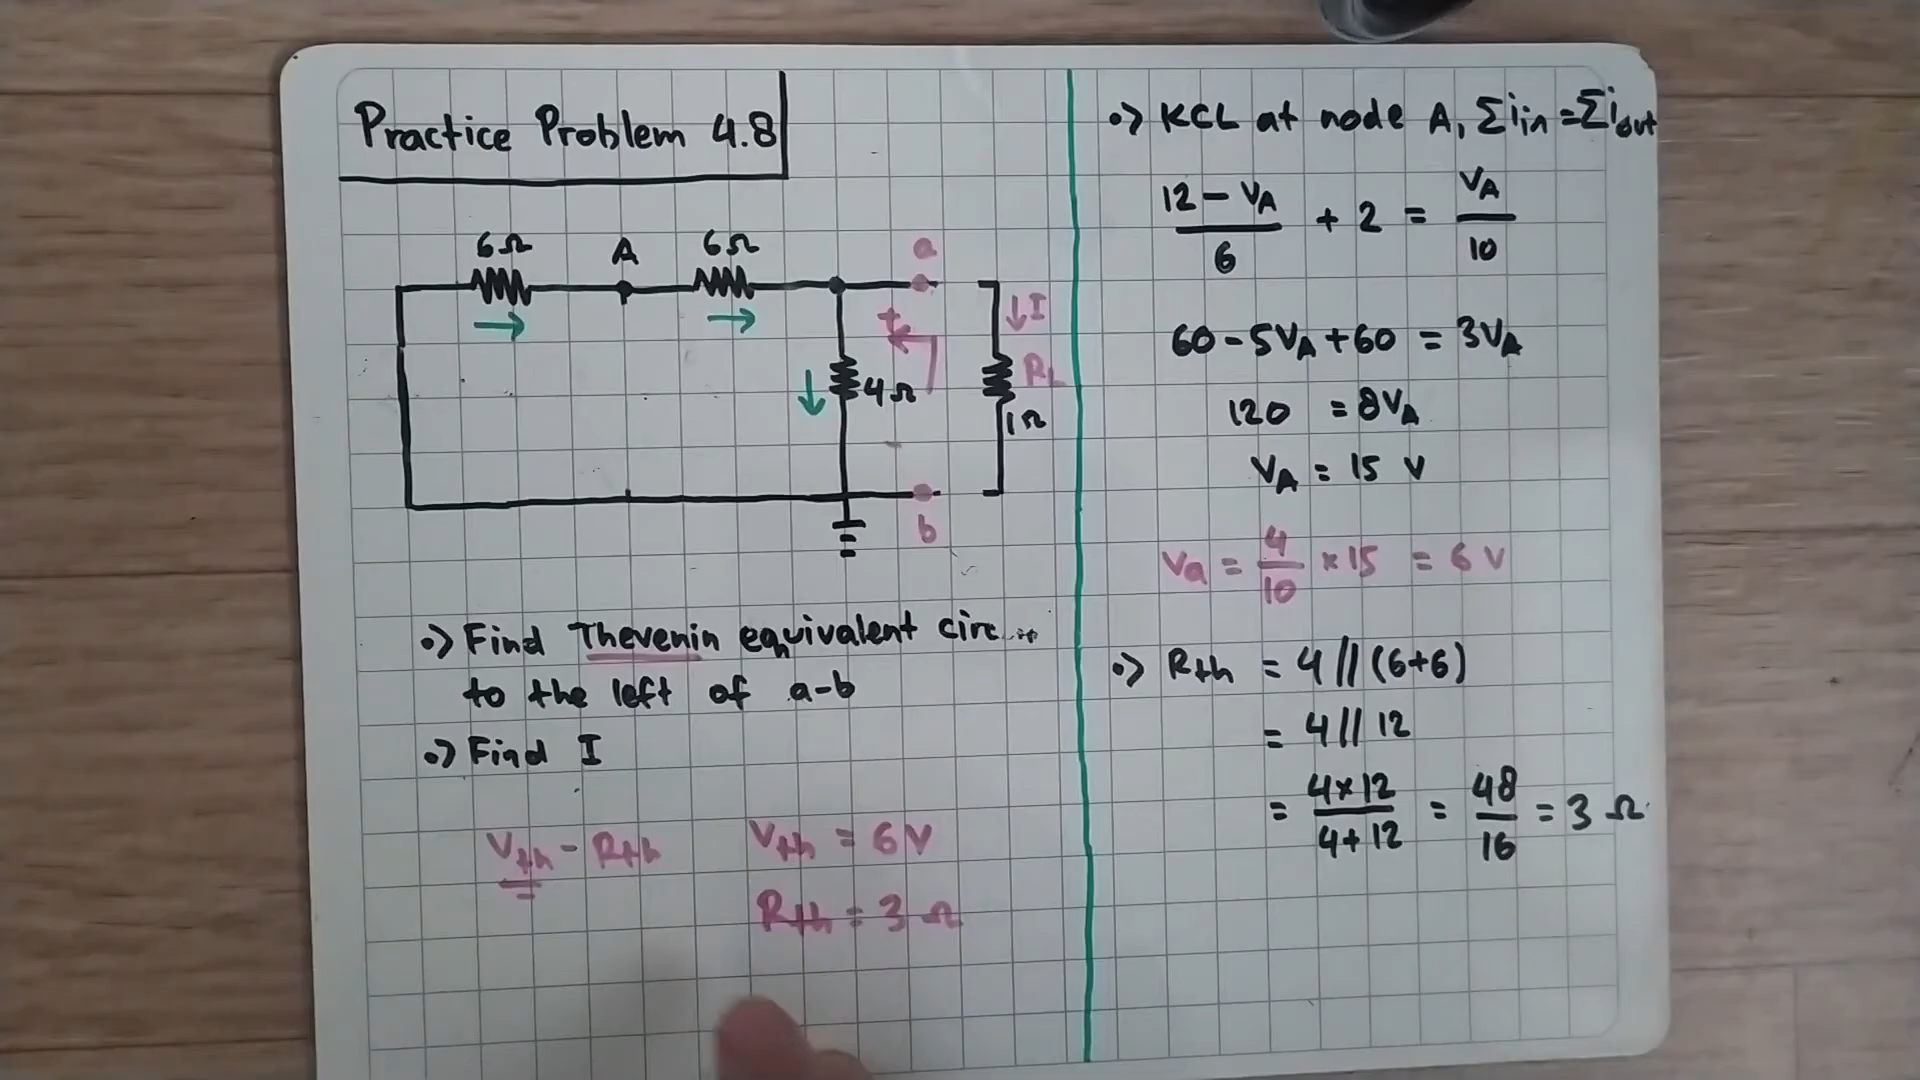 Practice Problem 4.8
6Ω A 6Ω a
↓I
+
RL
4Ω
1Ω
b
•> Find Thevenin equivalent circ
to the left of a-b
•> Find I
Vth - Rth
Vth = 6V
Rth = 3 Ω
•> KCL at node A, Σiin = Σiout
(12 - VA)/6 + 2 = VA/10
60 - 5VA + 60 = 3VA
120 = 8VA
VA = 15 V
Va = 4/10 × 15 = 6 V
•> Rth = 4 // (6+6)
= 4 // 12
= (4×12)/(4+12) = 48/16 = 3 Ω